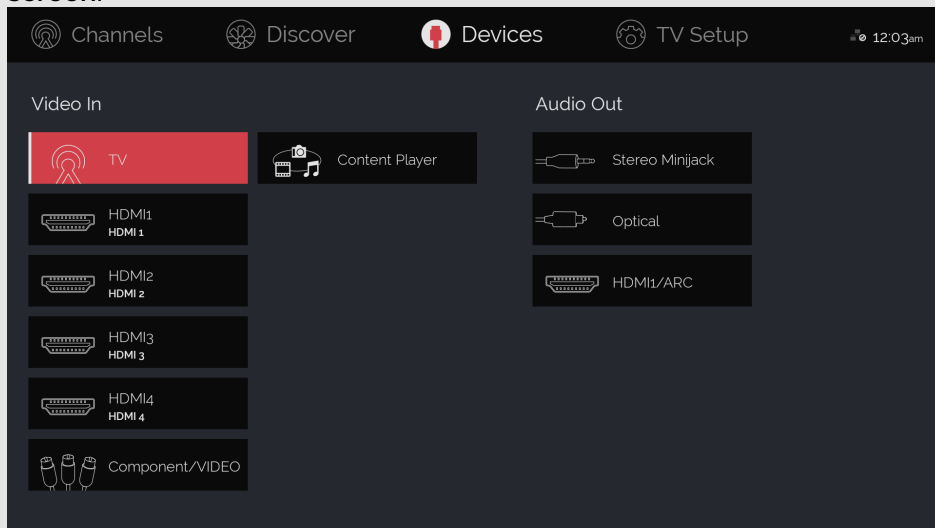 Channels
Discover
Devices
TV Setup
12:03am
Video In
Audio Out
TV
Content Player
Stereo Minijack
HDMI1
HDMI 1
Optical
HDMI2
HDMI 2
HDMI1/ARC
HDMI3
HDMI 3
HDMI4
HDMI 4
Component/VIDEO